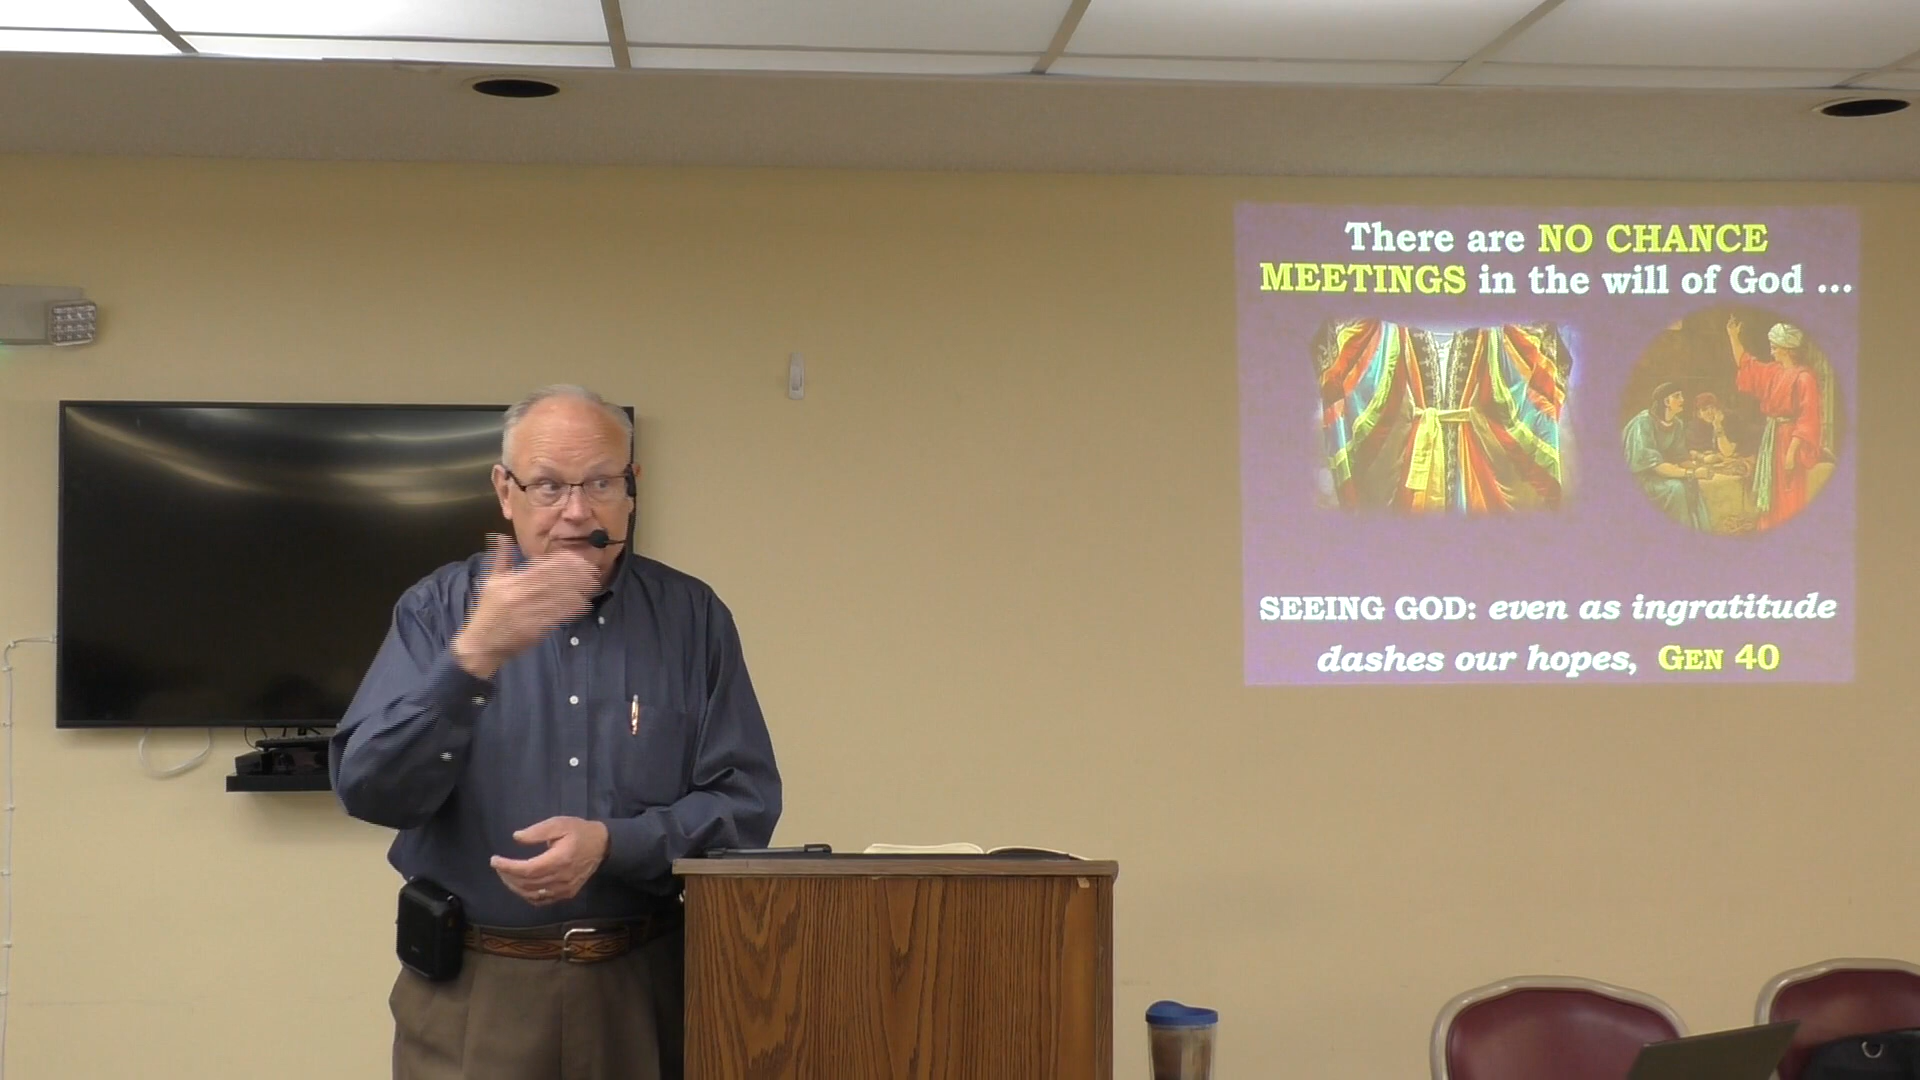 There are NO CHANCE
MEETINGS in the will of God ...
SEEING GOD: even as ingratitude
dashes our hopes, GEN 40